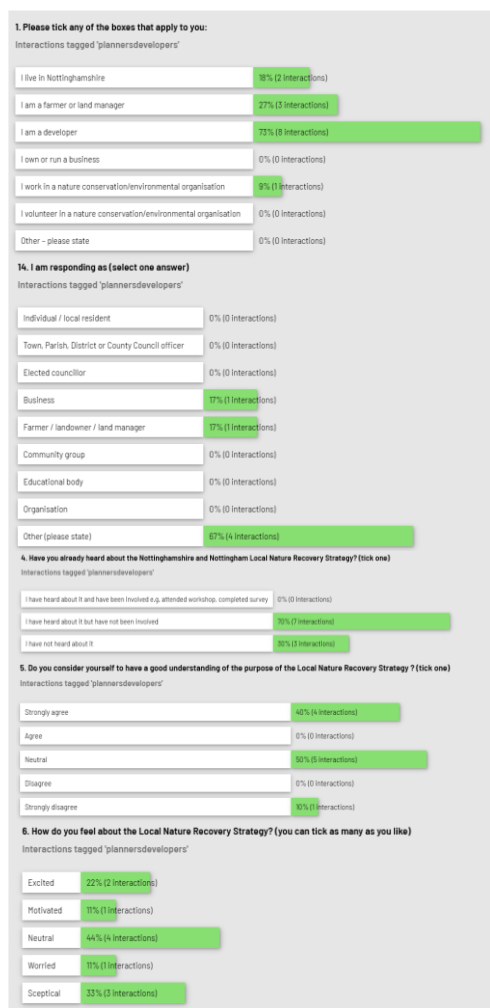 1. Please tick any of the boxes that apply to you:
Interactions tagged 'plannersdevelopers'
I live in Nottinghamshire 18% (2 interactions)
I am a farmer or land manager 27% (3 interactions)
I am a developer 73% (8 interactions)
I own or run a business 0% (0 interactions)
I work in a nature conservation/environmental organisation 9% (1 interactions)
I volunteer in a nature conservation/environmental organisation 0% (0 interactions)
Other – please state 0% (0 interactions)
14. I am responding as (select one answer)
Interactions tagged 'plannersdevelopers'
Individual / local resident 0% (0 interactions)
Town, Parish, District or County Council officer 0% (0 interactions)
Elected councillor 0% (0 interactions)
Business 17% (1 interactions)
Farmer / landowner / land manager 17% (1 interactions)
Community group 0% (0 interactions)
Educational body 0% (0 interactions)
Organisation 0% (0 interactions)
Other (please state) 67% (4 interactions)
4. Have you already heard about the Nottinghamshire and Nottingham Local Nature Recovery Strategy? (tick one)
Interactions tagged 'plannersdevelopers'
I have heard about it and have been involved e.g. attended workshop, completed survey 0% (0 interactions)
I have heard about it but have not been involved 70% (7 interactions)
I have not heard about it 30% (3 interactions)
5. Do you consider yourself to have a good understanding of the purpose of the Local Nature Recovery Strategy ? (tick one)
Interactions tagged 'plannersdevelopers'
Strongly agree 40% (4 interactions)
Agree 0% (0 interactions)
Neutral 50% (5 interactions)
Disagree 0% (0 interactions)
Strongly disagree 10% (1 interactions)
6. How do you feel about the Local Nature Recovery Strategy? (you can tick as many as you like)
Interactions tagged 'plannersdevelopers'
Excited 22% (2 interactions)
Motivated 11% (1 interactions)
Neutral 44% (4 interactions)
Worried 11% (1 interactions)
Sceptical 33% (3 interactions)